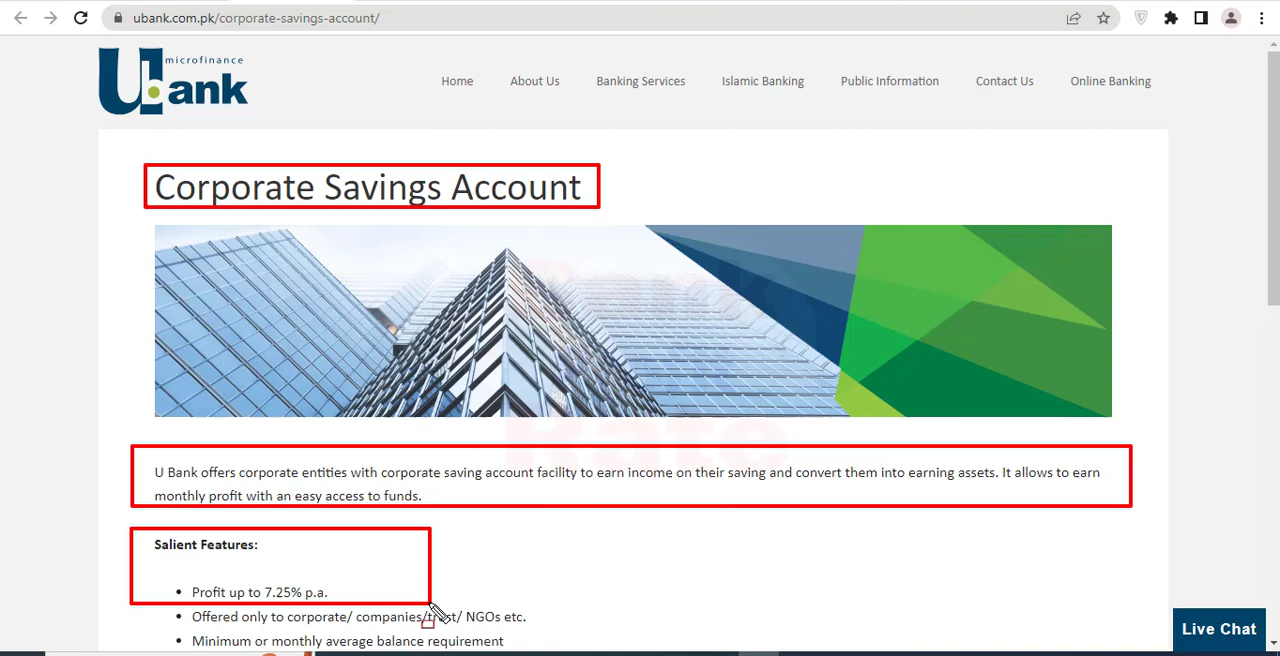 ubank.com.pk/corporate-savings-account/
microfinance
Ubank
Home About Us Banking Services Islamic Banking Public Information Contact Us Online Banking
Corporate Savings Account
Bank
Rate
U Bank offers corporate entities with corporate saving account facility to earn income on their saving and convert them into earning assets. It allows to earn
monthly profit with an easy access to funds.
Salient Features:
• Profit up to 7.25% p.a.
• Offered only to corporate/ companies/trust/ NGOs etc.
• Minimum or monthly average balance requirement
Live Chat